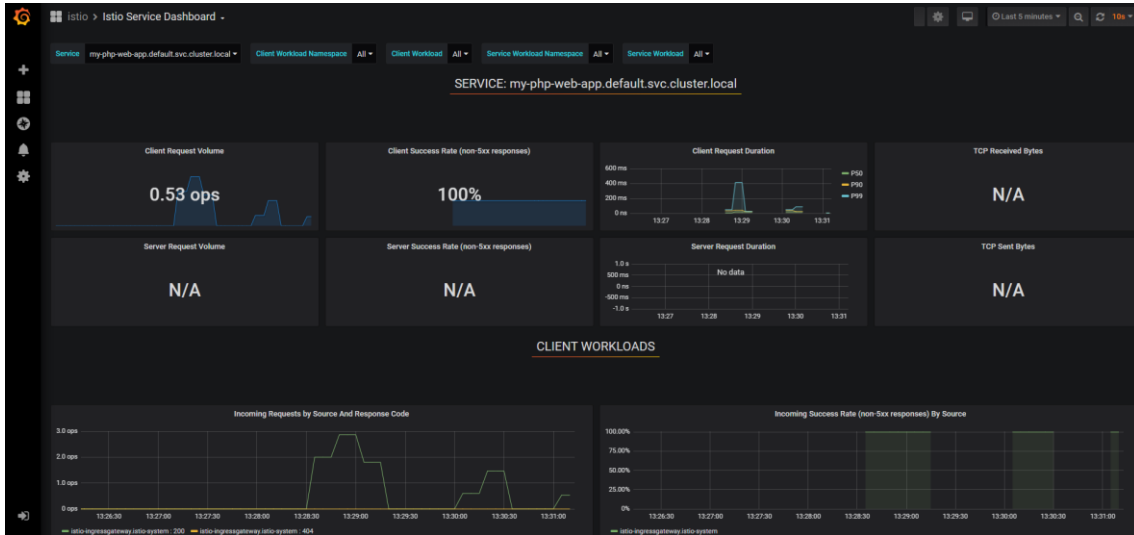 istio > Istio Service Dashboard
Last 5 minutes
10s
Service my-php-web-app.default.svc.cluster.local Client Workload Namespace All Client Workload All Service Workload Namespace All Service Workload All
SERVICE: my-php-web-app.default.svc.cluster.local
Client Request Volume
0.53 ops
Client Success Rate (non-5xx responses)
100%
Client Request Duration
600 ms
400 ms
200 ms
0 ns
13:27 13:28 13:29 13:30 13:31
P50
P90
P99
TCP Received Bytes
N/A
Server Request Volume
N/A
Server Success Rate (non-5xx responses)
N/A
Server Request Duration
1.0 s
500 ms
0 ns
-500 ms
-1.0 s
No data
13:27 13:28 13:29 13:30 13:31
TCP Sent Bytes
N/A
CLIENT WORKLOADS
Incoming Requests by Source And Response Code
3.0 ops
2.0 ops
1.0 ops
0 ops
13:26:30 13:27:00 13:27:30 13:28:00 13:28:30 13:29:00 13:29:30 13:30:00 13:30:30 13:31:00
istio-ingressgateway.istio-system : 200 istio-ingressgateway.istio-system : 404
Incoming Success Rate (non-5xx responses) By Source
100.00%
75.00%
50.00%
25.00%
0%
13:26:30 13:27:00 13:27:30 13:28:00 13:28:30 13:29:00 13:29:30 13:30:00 13:30:30 13:31:00
istio-ingressgateway.istio-system